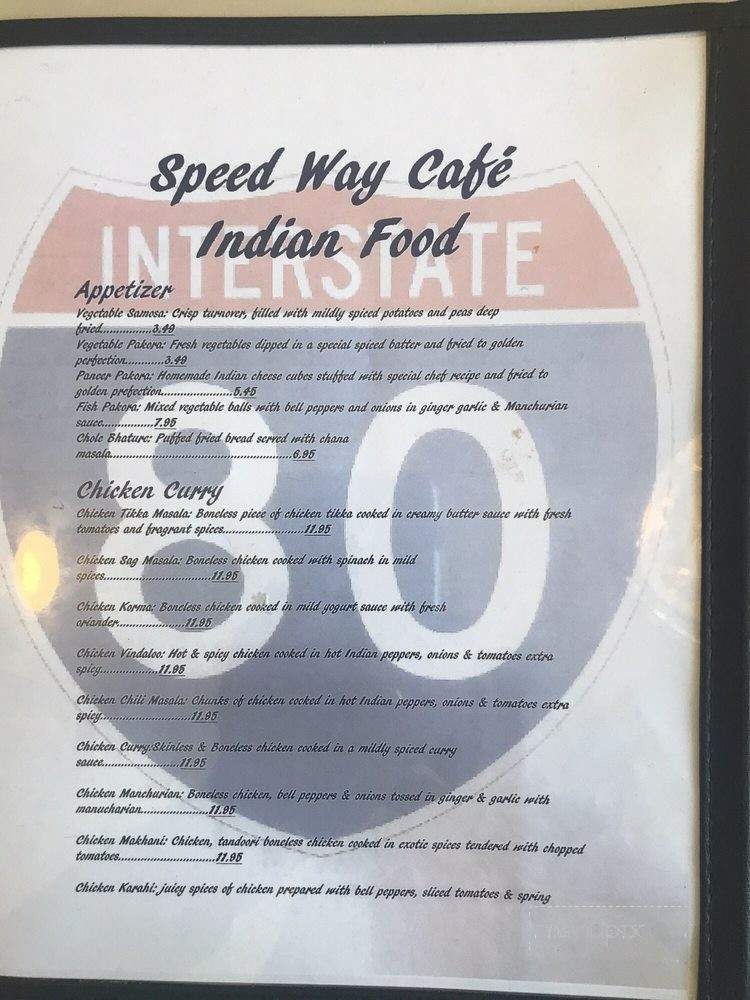 Speed Way Café
Indian Food
INTERSTATE
80
Appetizer
Vegetable Samosa: Crisp turnover, filled with mildly spiced potatoes and peas deep
fried...............3.49
Vegetable Pakora: Fresh vegetables dipped in a special spiced batter and fried to golden
perfection...........3.49
Paneer Pakora: Homemade Indian cheese cubes stuffed with special chef recipe and fried to
golden prefection.....................5.45
Fish Pakora: Mixed vegetable balls with bell peppers and onions in ginger garlic & Manchurian
sauce...............7.95
Chole Bhature: Puffed fried bread served with chana
masala......................................................6.95
Chicken Curry
Chicken Tikka Masala: Boneless piece of chicken tikka cooked in creamy butter sauce with fresh
tomatoes and fragrant spices........................11.95
Chicken Sag Masala: Boneless chicken cooked with spinach in mild
spices................................11.95
Chicken Korma: Boneless chicken cooked in mild yogurt sauce with fresh
oriander....................11.95
Chicken Vindaloo: Hot & spicy chicken cooked in hot Indian peppers, onions & tomatoes extra
spicy.................11.95
Chicken Chili Masala: Chunks of chicken cooked in hot Indian peppers, onions & tomatoes extra
spicy...........................11.95
Chicken Curry:Skinless & Boneless chicken cooked in a mildly spiced curry
sauce.......................11.95
Chicken Manchurian: Boneless chicken, bell peppers & onions tossed in ginger & garlic with
manucharian....................11.95
Chicken Makhani: Chicken, tandoori boneless chicken cooked in exotic spices tendered with chopped
tomatoes.............................11.95
Chicken Karahi: juicy spices of chicken prepared with bell peppers, sliced tomatoes & spring